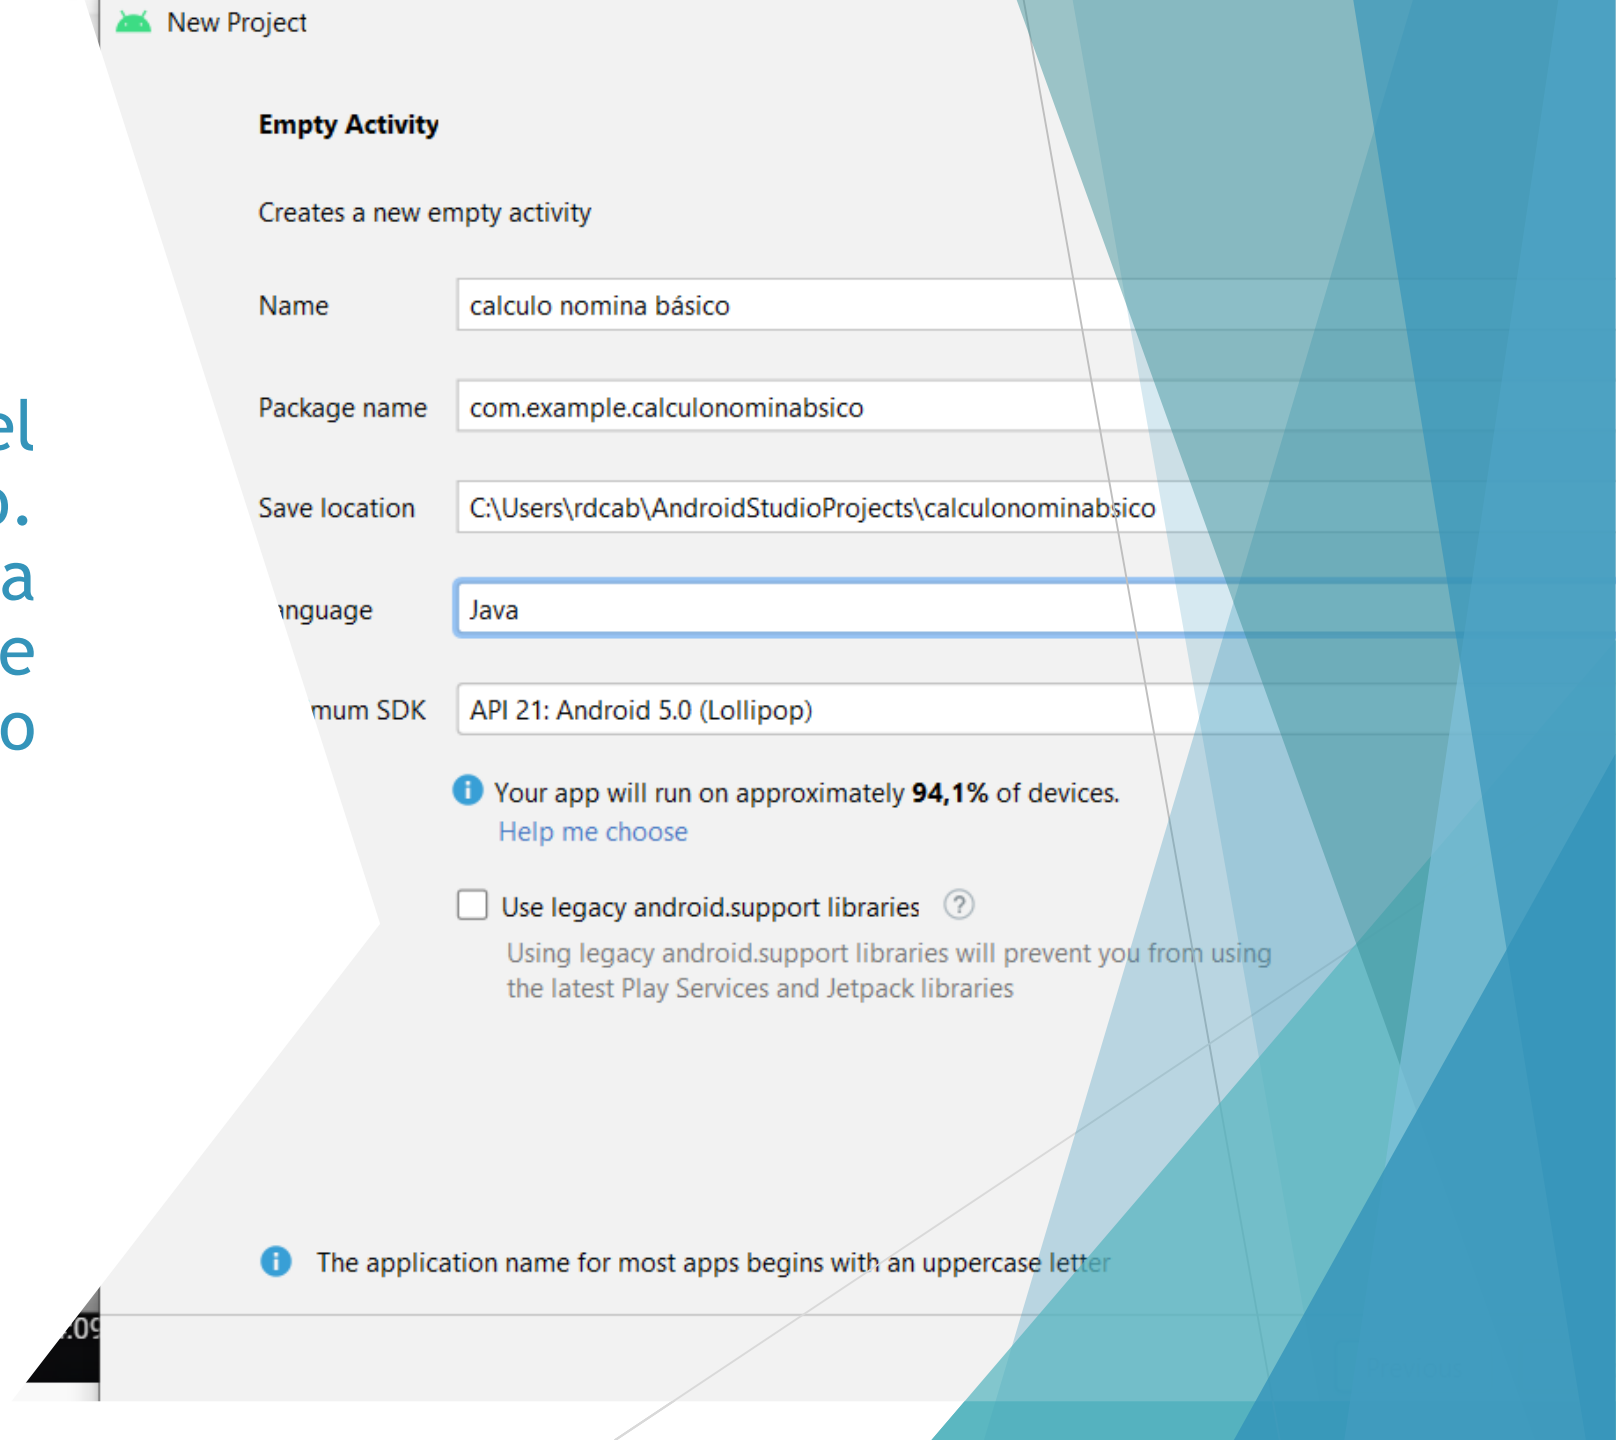 New Project
Empty Activity
Creates a new empty activity
Name calculo nomina básico
Package name com.example.calculonominabsico
Save location C:\Users\rdcab\AndroidStudioProjects\calculonominabsico
anguage Java
mum SDK API 21: Android 5.0 (Lollipop)
Your app will run on approximately 94,1% of devices.
Help me choose
Use legacy android.support libraries ?
Using legacy android.support libraries will prevent you from using
the latest Play Services and Jetpack libraries
The application name for most apps begins with an uppercase letter
el
o.
a
e
o
:09